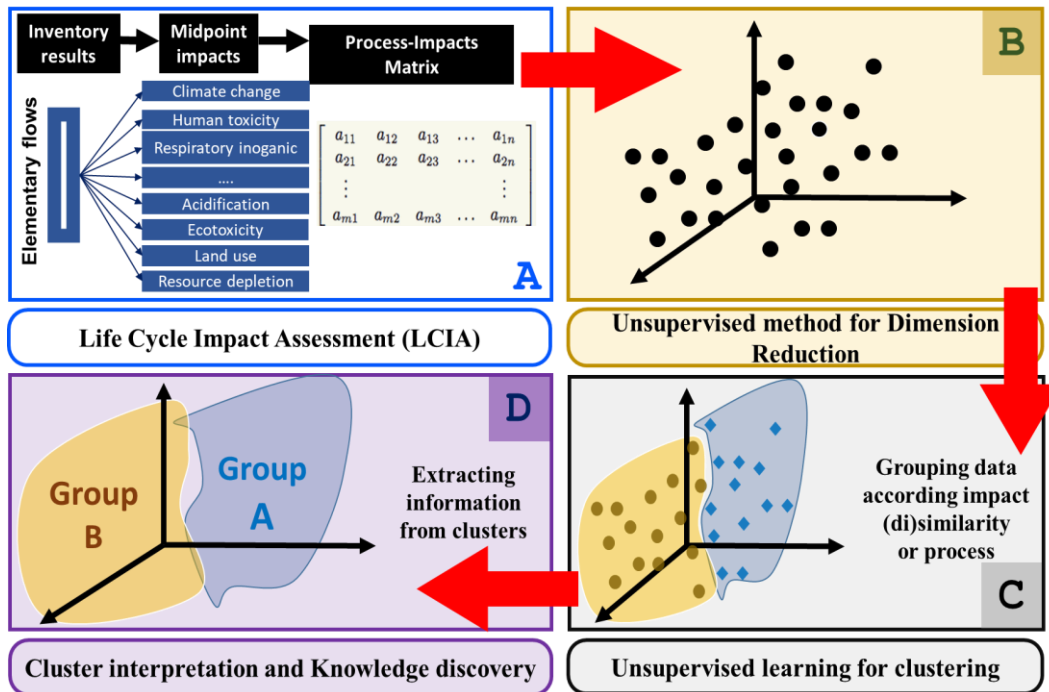 Inventory results
Midpoint impacts
Process-Impacts Matrix
Elementary flows
Climate change
Human toxicity
Respiratory inoganic
....
Acidification
Ecotoxicity
Land use
Resource depletion
a11 a12 a13 ... a1n
a21 a22 a23 ... a2n
⋮ ⋮
am1 am2 am3 ... amn
A
Life Cycle Impact Assessment (LCIA)
B
Unsupervised method for Dimension
Reduction
D
Group
B
Group
A
Extracting
information
from clusters
Cluster interpretation and Knowledge discovery
Grouping data
according impact
(di)similarity
or process
C
Unsupervised learning for clustering